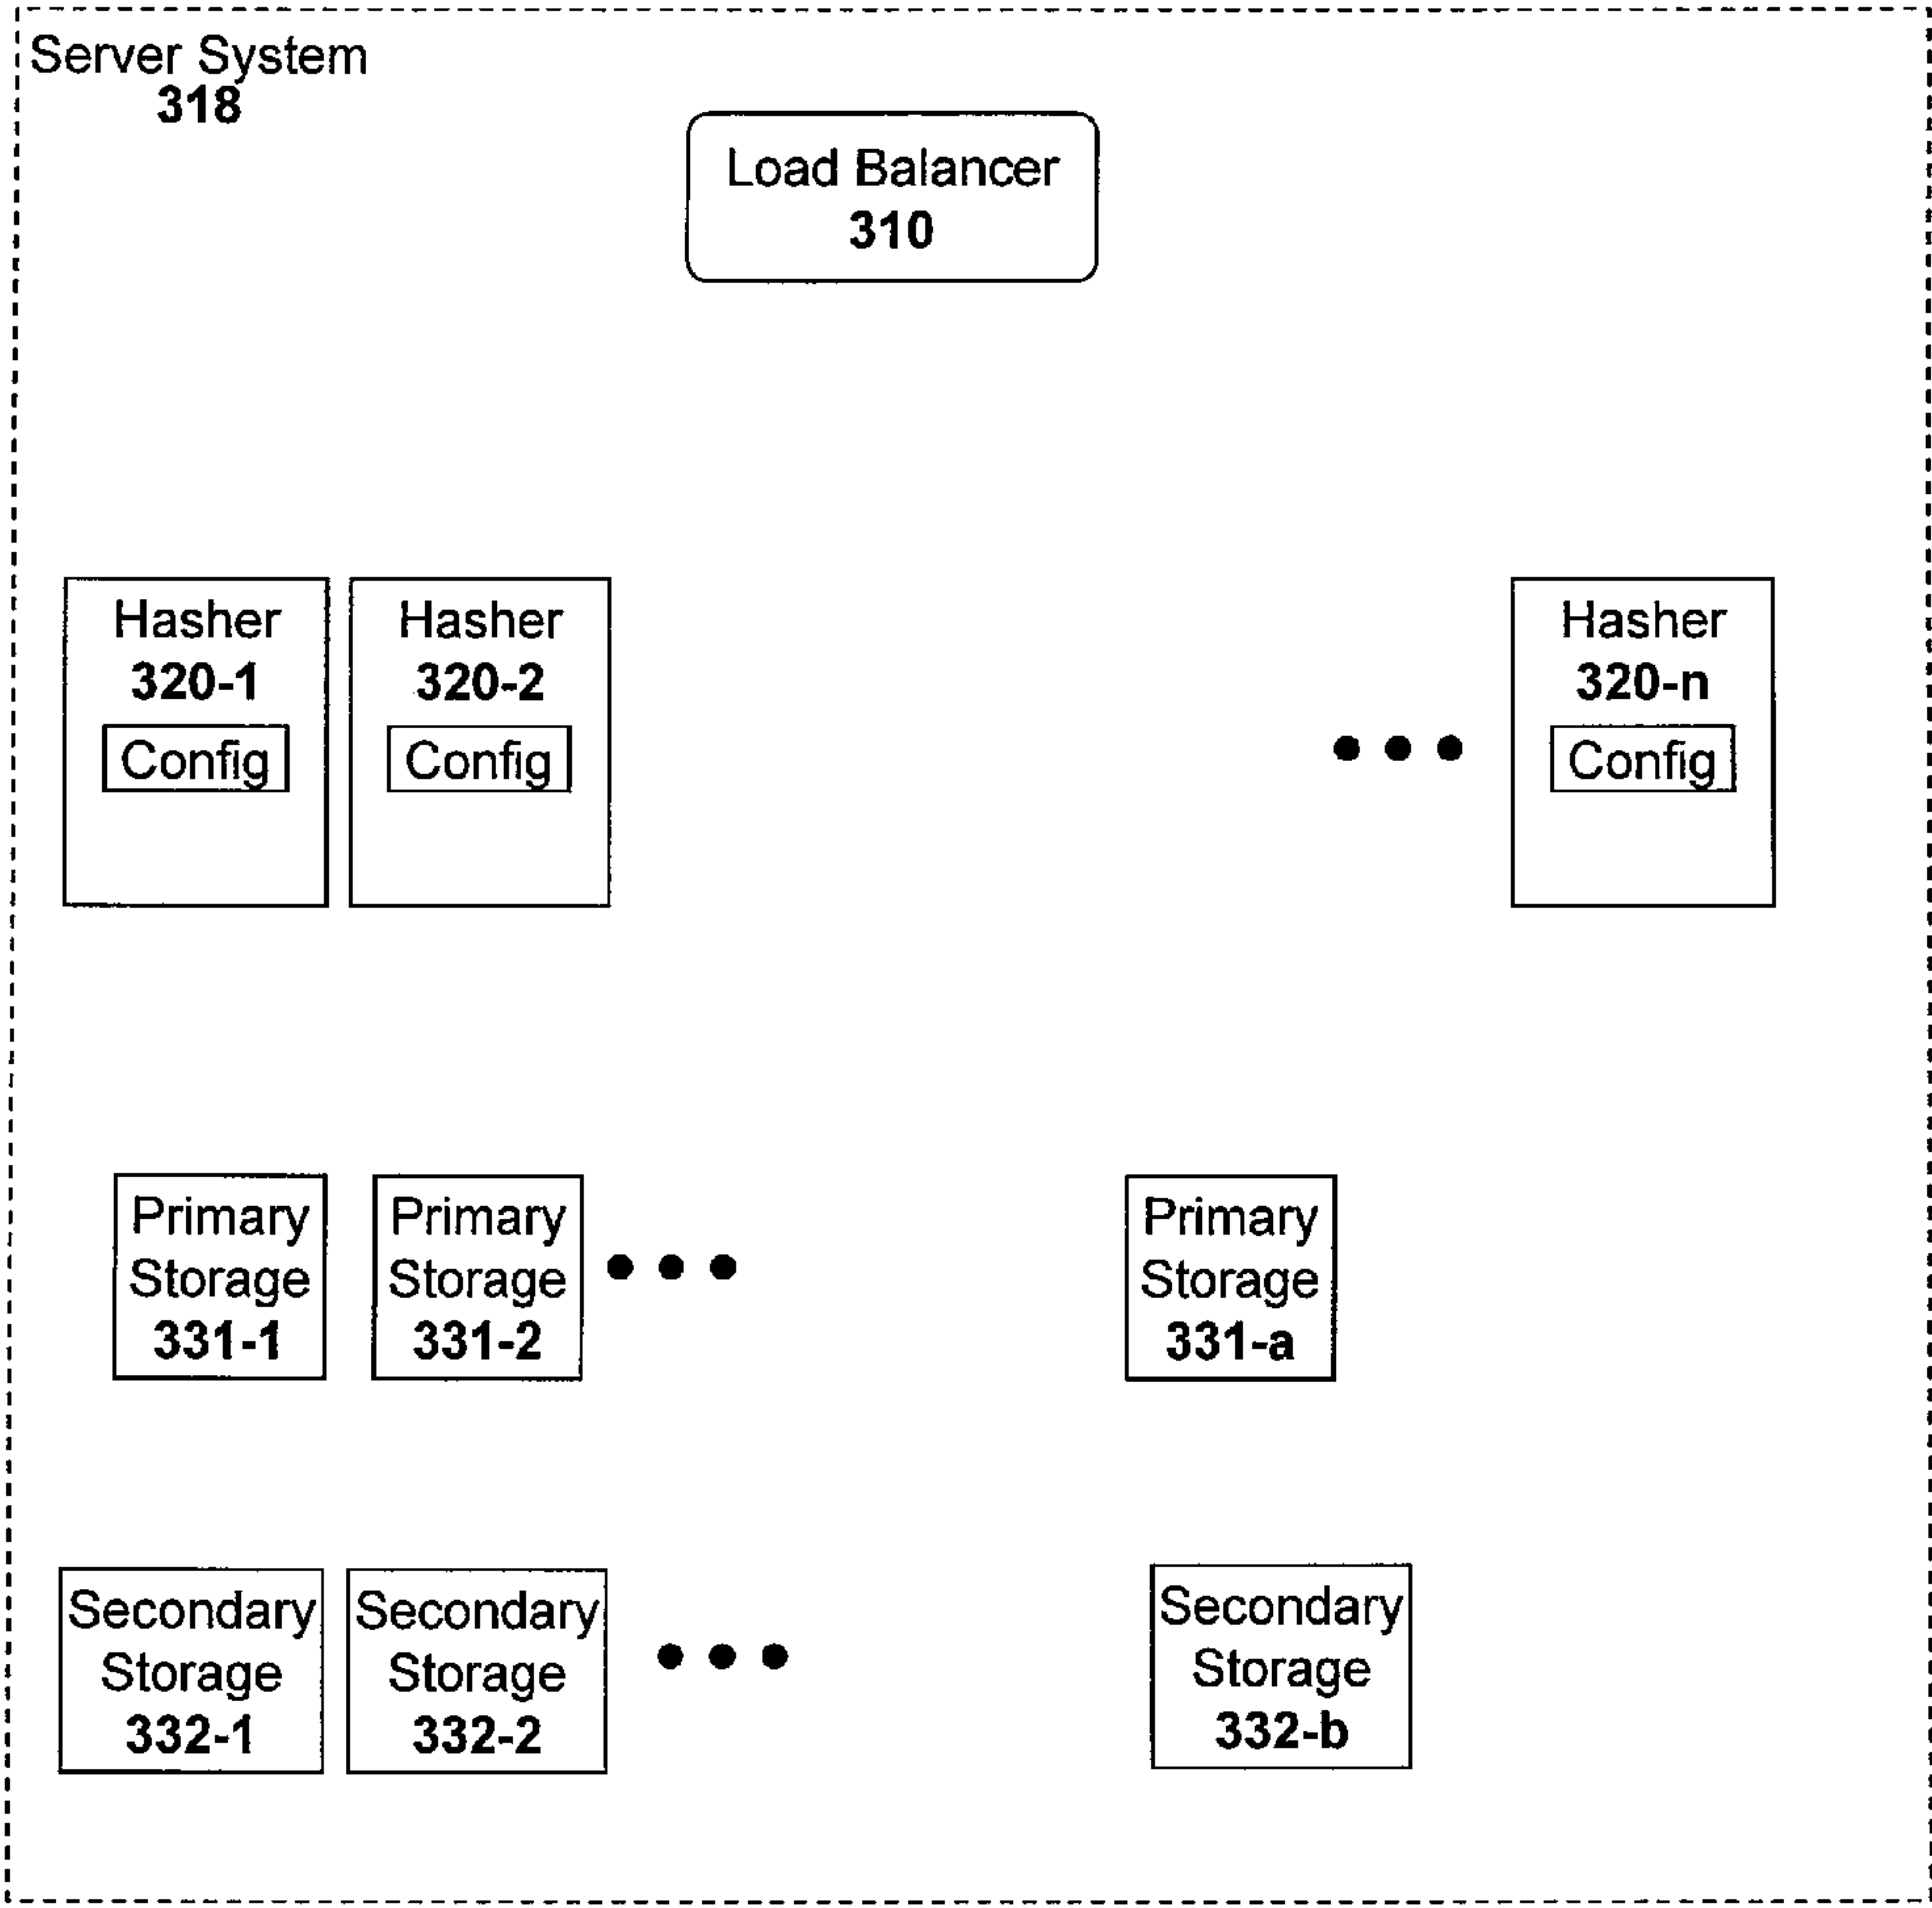 Server System
318
Load Balancer
310
Hasher
320-1
Config
Hasher
320-2
Config
Hasher
320-n
Config
Primary
Storage
331-1
Primary
Storage
331-2
Primary
Storage
331-a
Secondary
Storage
332-1
Secondary
Storage
332-2
Secondary
Storage
332-b